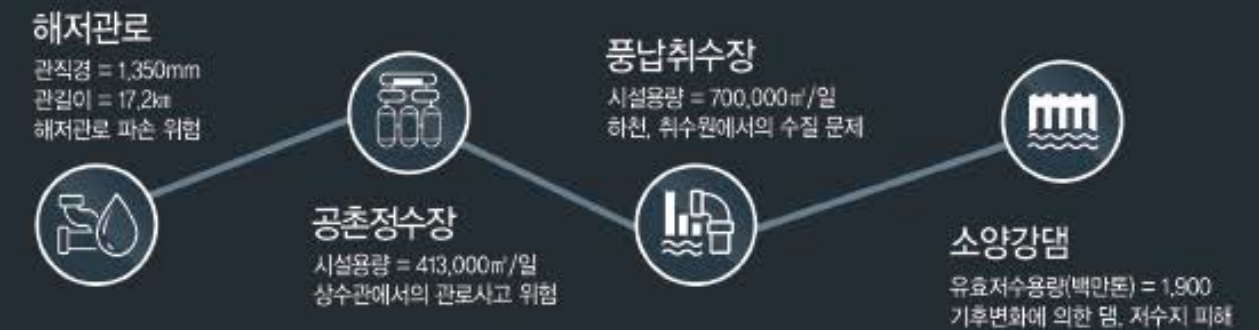 해저관로
관직경 = 1,350mm
관길이 = 17.2㎞
해저관로 파손 위험
공촌정수장
시설용량 = 413,000㎥/일
상수관에서의 관로사고 위험
풍납취수장
시설용량 = 700,000㎥/일
하천, 취수원에서의 수질 문제
소양강댐
유효저수용량(백만톤) = 1,900
기후변화에 의한 댐, 저수지 피해